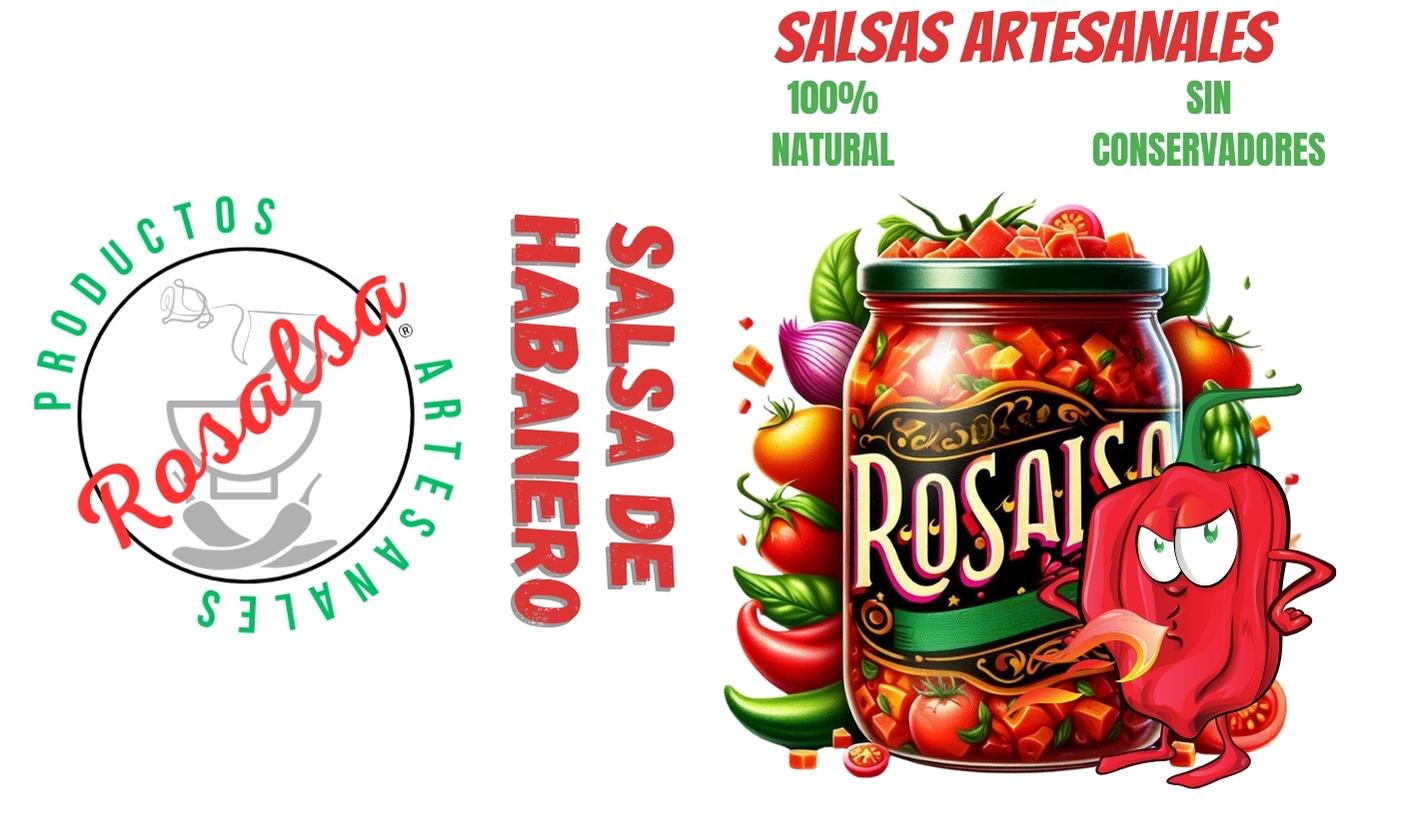 SALSAS ARTESANALES
100%
NATURAL
SIN
CONSERVADORES
PRODUCTOS ARTESANALES
Rosalsa
®
SALSA DE
HABANERO
ROSALSA